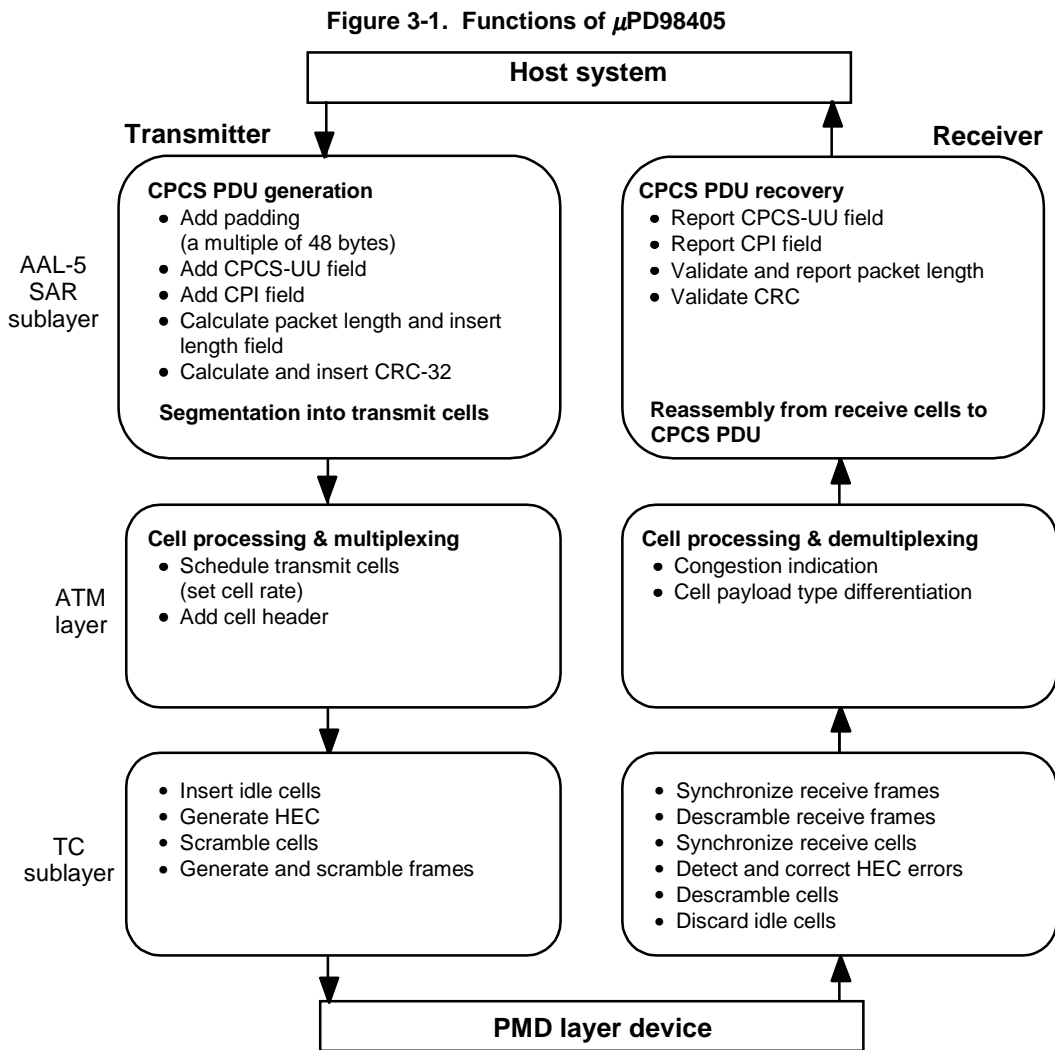 Figure 3-1. Functions of μPD98405
Host system
Transmitter
Receiver
AAL-5
SAR
sublayer
CPCS PDU generation
• Add padding
(a multiple of 48 bytes)
• Add CPCS-UU field
• Add CPI field
• Calculate packet length and insert
length field
• Calculate and insert CRC-32
Segmentation into transmit cells
CPCS PDU recovery
• Report CPCS-UU field
• Report CPI field
• Validate and report packet length
• Validate CRC
Reassembly from receive cells to
CPCS PDU
ATM
layer
Cell processing & multiplexing
• Schedule transmit cells
(set cell rate)
• Add cell header
Cell processing & demultiplexing
• Congestion indication
• Cell payload type differentiation
TC
sublayer
• Insert idle cells
• Generate HEC
• Scramble cells
• Generate and scramble frames
• Synchronize receive frames
• Descramble receive frames
• Synchronize receive cells
• Detect and correct HEC errors
• Descramble cells
• Discard idle cells
PMD layer device